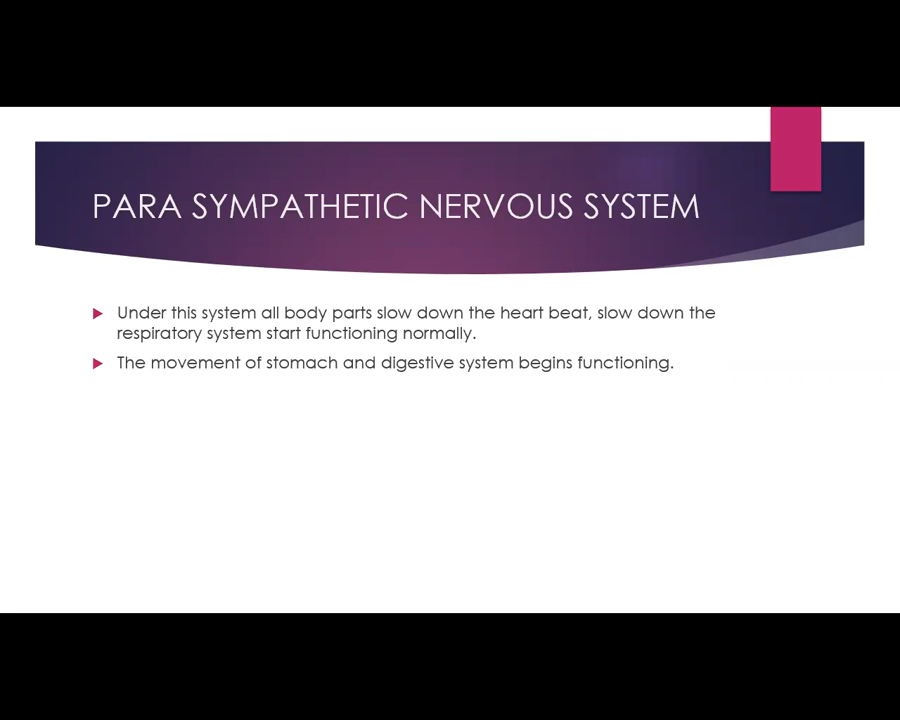 PARA SYMPATHETIC NERVOUS SYSTEM
Under this system all body parts slow down the heart beat, slow down the
respiratory system start functioning normally.
The movement of stomach and digestive system begins functioning.